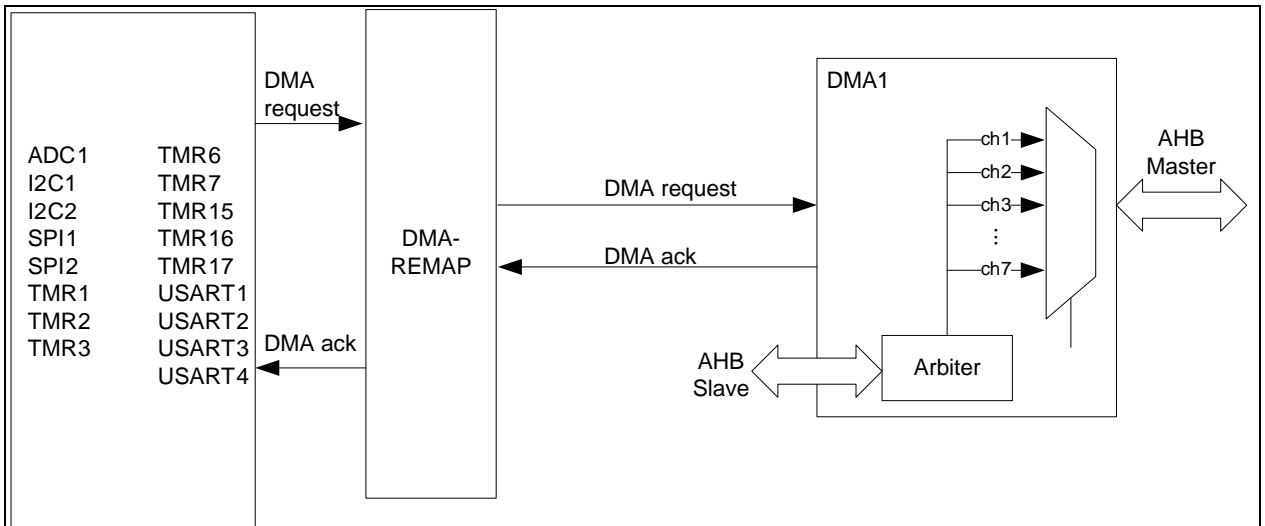 DMA
request
ADC1
I2C1
I2C2
SPI1
SPI2
TMR1
TMR2
TMR3
TMR6
TMR7
TMR15
TMR16
TMR17
USART1
USART2
USART3
USART4
DMA ack
DMA-
REMAP
DMA request
DMA ack
DMA1
ch1
ch2
ch3
...
ch7
Arbiter
AHB
Slave
AHB
Master